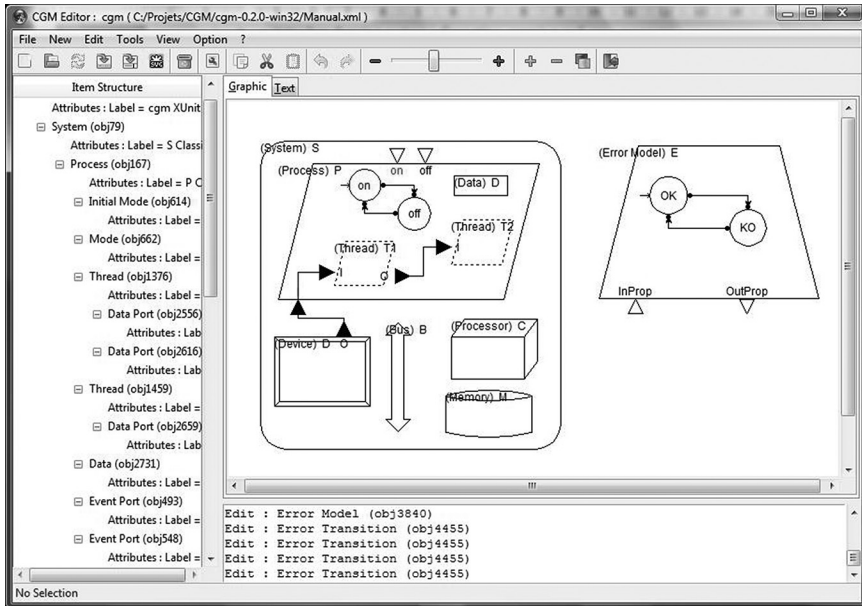 CGM Editor : cgm ( C:/Projets/CGM/cgm-0.2.0-win32/Manual.xml )
File New Edit Tools View Option ?
Item Structure
Attributes : Label = cgm XUnit
System (obj79)
Attributes : Label = S Classi
Process (obj167)
Attributes : Label = P C
Initial Mode (obj614)
Attributes : Label =
Mode (obj662)
Attributes : Label =
Thread (obj1376)
Attributes : Label =
Data Port (obj2556)
Attributes : Lab
Data Port (obj2616)
Attributes : Lab
Thread (obj1459)
Attributes : Label =
Data Port (obj2659)
Attributes : Lab
Data (obj2731)
Attributes : Label =
Event Port (obj493)
Attributes : Label =
Event Port (obj548)
Attributes : Label =
Graphic Text
(System) S
on off
(Process) P
on
off
(Data) D
(Thread) T1
I
O
(Thread) T2
I
(Device) D O
(Bus) B
(Processor) C
(Memory) M
(Error Model) E
OK
KO
InProp OutProp
Edit : Error Model (obj3840)
Edit : Error Transition (obj4455)
Edit : Error Transition (obj4455)
Edit : Error Transition (obj4455)
Edit : Error Transition (obj4455)
No Selection